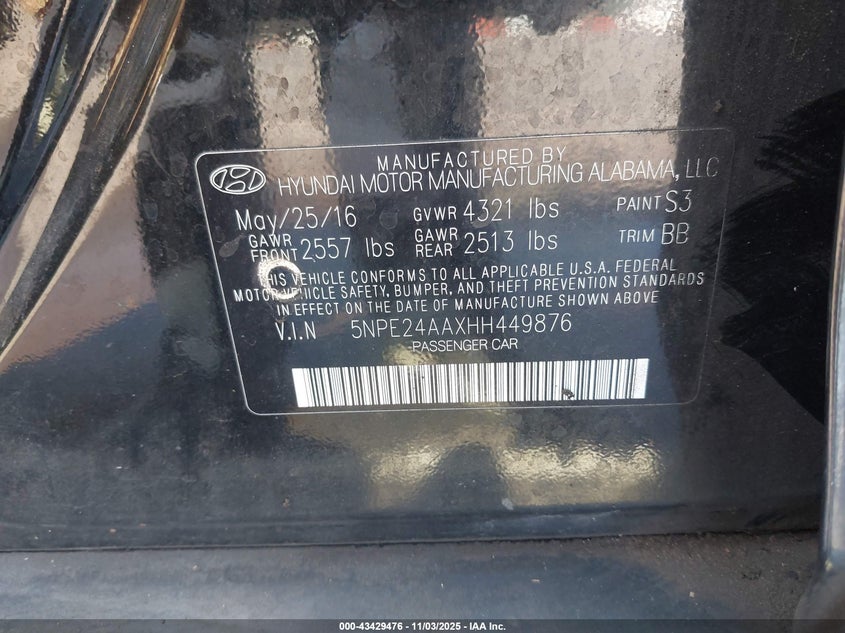 MANUFACTURED BY
HYUNDAI MOTOR MANUFACTURING ALABAMA, LLC
May/25/16 GVWR 4321 lbs PAINT S3
GAWR FRONT 2557 lbs GAWR REAR 2513 lbs TRIM BB
THIS VEHICLE CONFORMS TO ALL APPLICABLE U.S.A. FEDERAL
MOTOR VEHICLE SAFETY, BUMPER, AND THEFT PREVENTION STANDARDS
IN EFFECT ON THE DATE OF MANUFACTURE SHOWN ABOVE
V.I.N 5NPE24AAXHH449876
-PASSENGER CAR
000-43429476 - 11/03/2025 - IAA Inc.